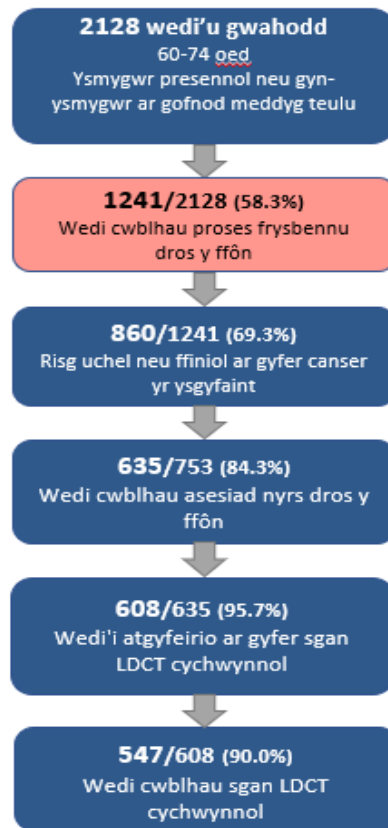 2128 wedi’u gwahodd
60-74 oed
Ysmygwr presennol neu gyn-
ysmygwr ar gofnod meddyg teulu
1241/2128 (58.3%)
Wedi cwblhau proses frysbennu
dros y ffôn
860/1241 (69.3%)
Risg uchel neu ffiniol ar gyfer canser
yr ysgyfaint
635/753 (84.3%)
Wedi cwblhau asesiad nyrs dros y
ffôn
608/635 (95.7%)
Wedi'i atgyfeirio ar gyfer sgan
LDCT cychwynnol
547/608 (90.0%)
Wedi cwblhau sgan LDCT
cychwynnol